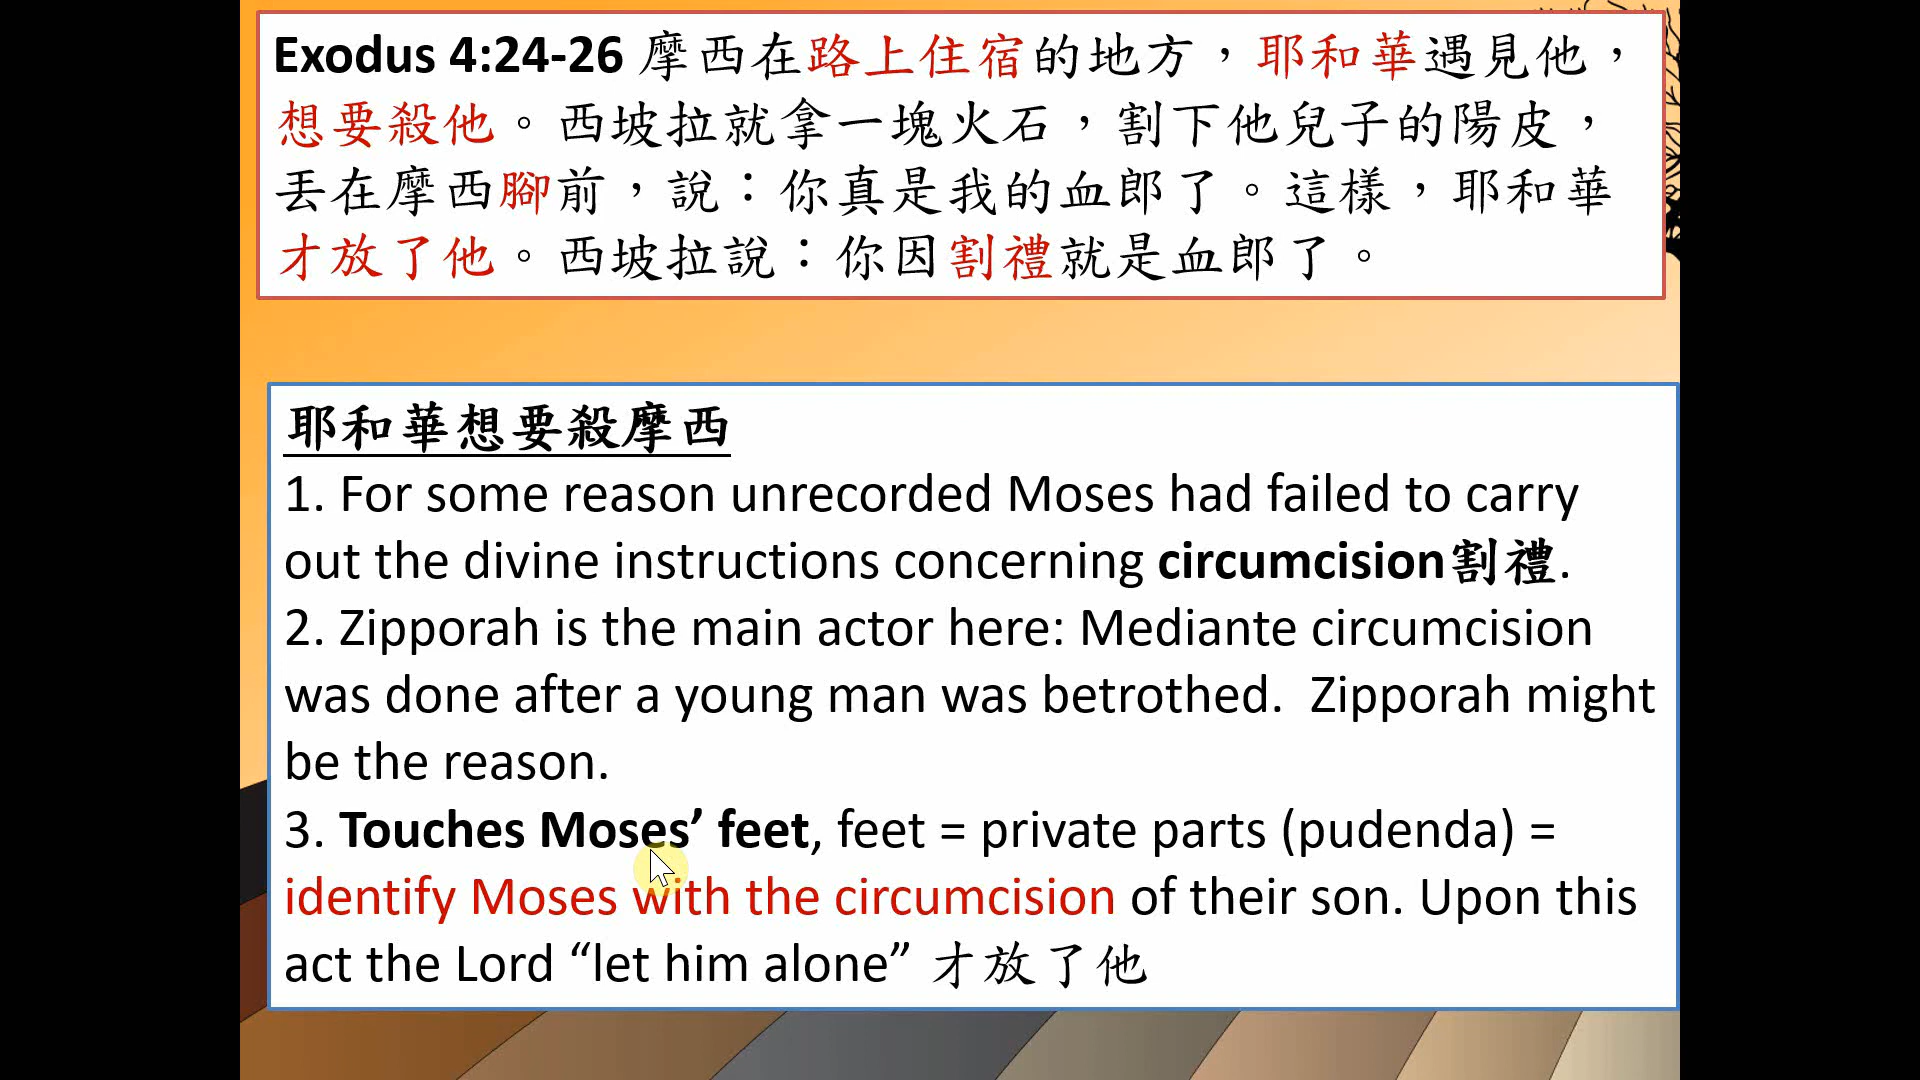 Exodus 4:24-26 摩西在路上住宿的地方，耶和華遇見他，
想要殺他。西坡拉就拿一塊火石，割下他兒子的陽皮，
丟在摩西腳前，說：你真是我的血郎了。這樣，耶和華
才放了他。西坡拉說：你因割禮就是血郎了。
耶和華想要殺摩西
1. For some reason unrecorded Moses had failed to carry
out the divine instructions concerning circumcision割禮.
2. Zipporah is the main actor here: Mediante circumcision
was done after a young man was betrothed.  Zipporah might
be the reason.
3. Touches Moses’ feet, feet = private parts (pudenda) =
identify Moses with the circumcision of their son. Upon this
act the Lord “let him alone” 才放了他